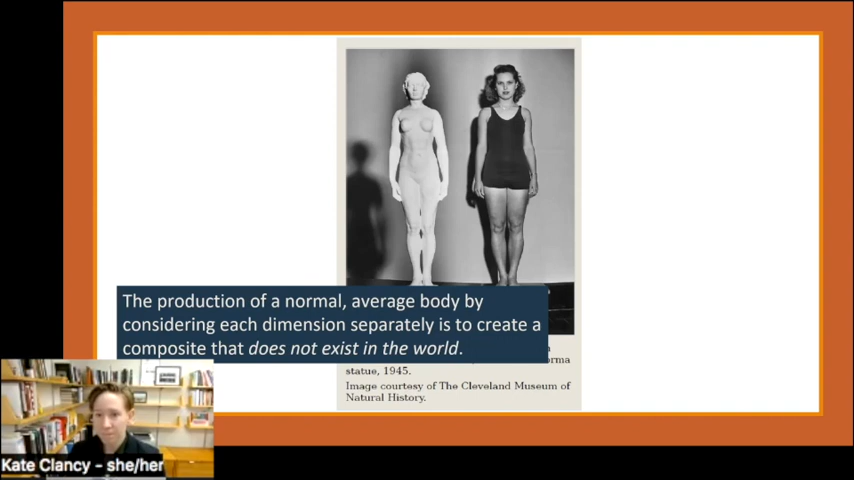 The production of a normal, average body by
considering each dimension separately is to create a
composite that does not exist in the world.
statue, 1945.
Image courtesy of The Cleveland Museum of
Natural History.
Kate Clancy - she/her